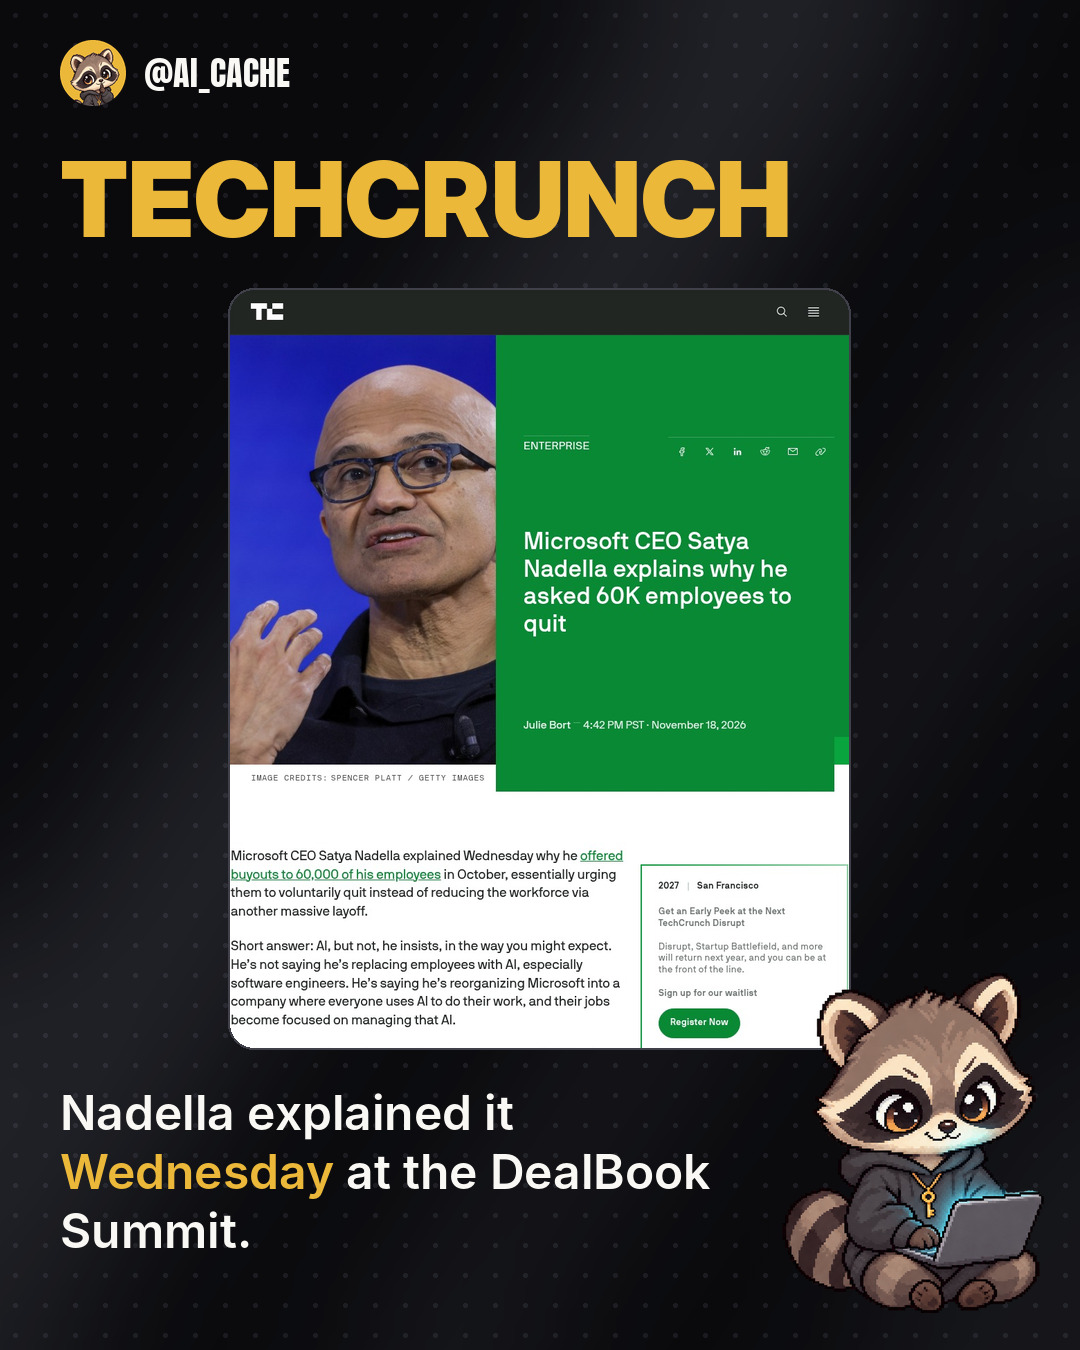 @AI_CACHE
TECHCRUNCH
TC
ENTERPRISE
Microsoft CEO Satya
Nadella explains why he
asked 60K employees to
quit
Julie Bort — 4:42 PM PST · November 18, 2026
IMAGE CREDITS: SPENCER PLATT / GETTY IMAGES
Microsoft CEO Satya Nadella explained Wednesday why he offered
buyouts to 60,000 of his employees in October, essentially urging
them to voluntarily quit instead of reducing the workforce via
another massive layoff.
Short answer: AI, but not, he insists, in the way you might expect.
He's not saying he's replacing employees with AI, especially
software engineers. He's saying he's reorganizing Microsoft into a
company where everyone uses AI to do their work, and their jobs
become focused on managing that AI.
2027 | San Francisco
Get an Early Peek at the Next
TechCrunch Disrupt
Disrupt, Startup Battlefield, and more
will return next year, and you can be at
the front of the line.
Sign up for our waitlist
Register Now
Nadella explained it
Wednesday at the DealBook
Summit.